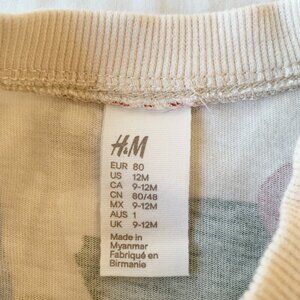 H&M
EUR 80
US 12M
CA 9-12M
CN 80/48
MX 9-12M
AUS 1
UK 9-12M
Made in
Myanmar
Fabriqué en
Birmanie